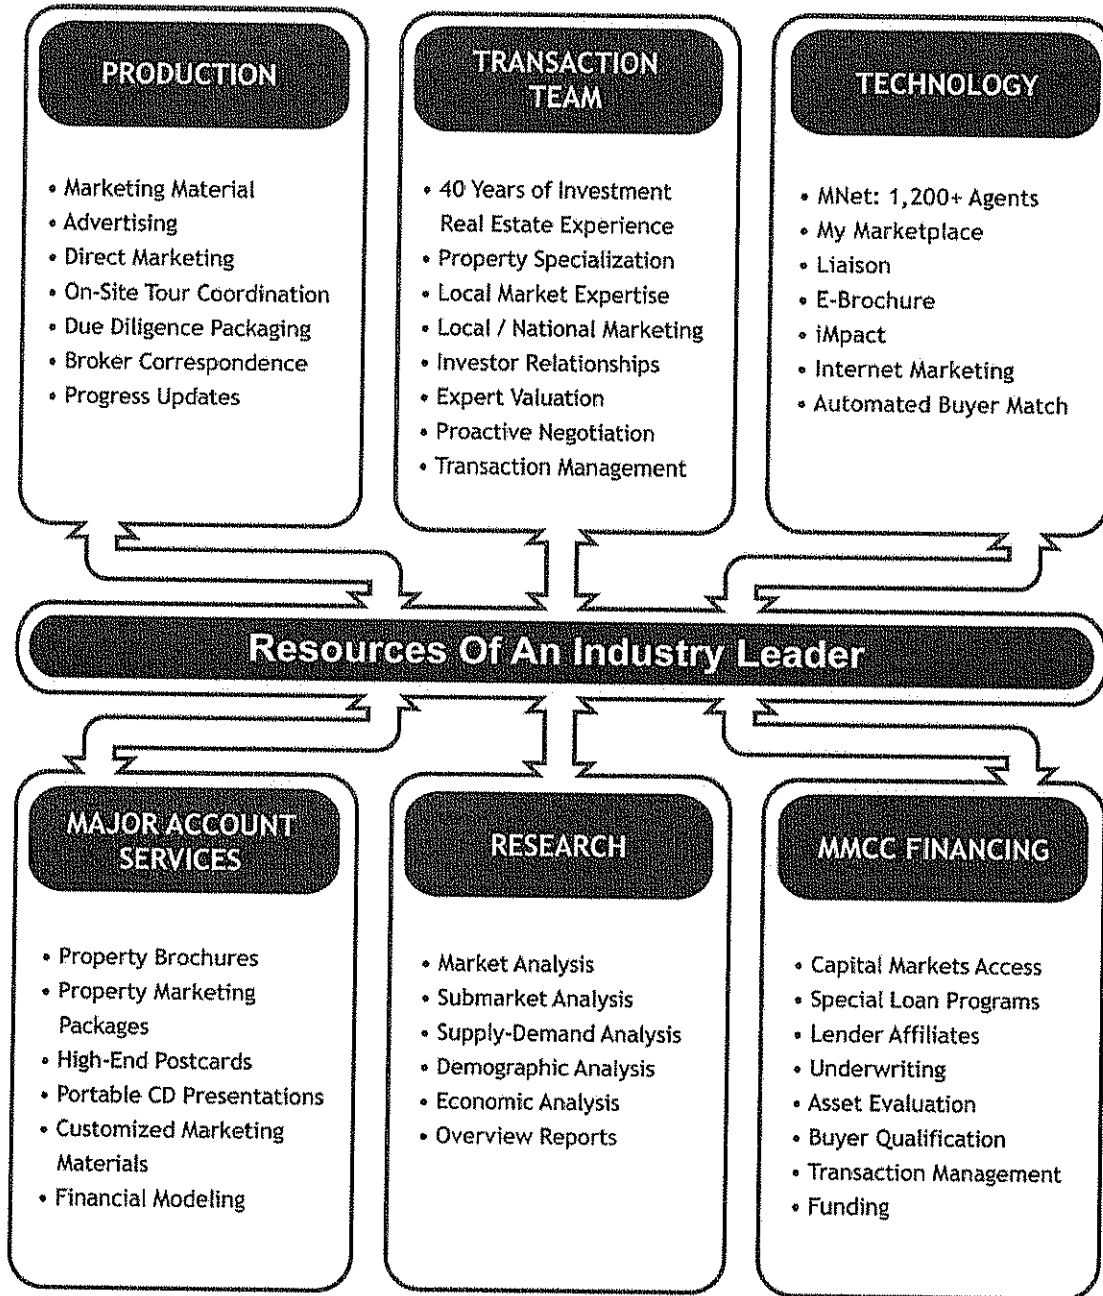 PRODUCTION
• Marketing Material
• Advertising
• Direct Marketing
• On-Site Tour Coordination
• Due Diligence Packaging
• Broker Correspondence
• Progress Updates
TRANSACTION
TEAM
• 40 Years of Investment
Real Estate Experience
• Property Specialization
• Local Market Expertise
• Local / National Marketing
• Investor Relationships
• Expert Valuation
• Proactive Negotiation
• Transaction Management
TECHNOLOGY
• MNet: 1,200+ Agents
• My Marketplace
• Liaison
• E-Brochure
• iMpact
• Internet Marketing
• Automated Buyer Match
Resources Of An Industry Leader
MAJOR ACCOUNT
SERVICES
• Property Brochures
• Property Marketing
Packages
• High-End Postcards
• Portable CD Presentations
• Customized Marketing
Materials
• Financial Modeling
RESEARCH
• Market Analysis
• Submarket Analysis
• Supply-Demand Analysis
• Demographic Analysis
• Economic Analysis
• Overview Reports
MMCC FINANCING
• Capital Markets Access
• Special Loan Programs
• Lender Affiliates
• Underwriting
• Asset Evaluation
• Buyer Qualification
• Transaction Management
• Funding